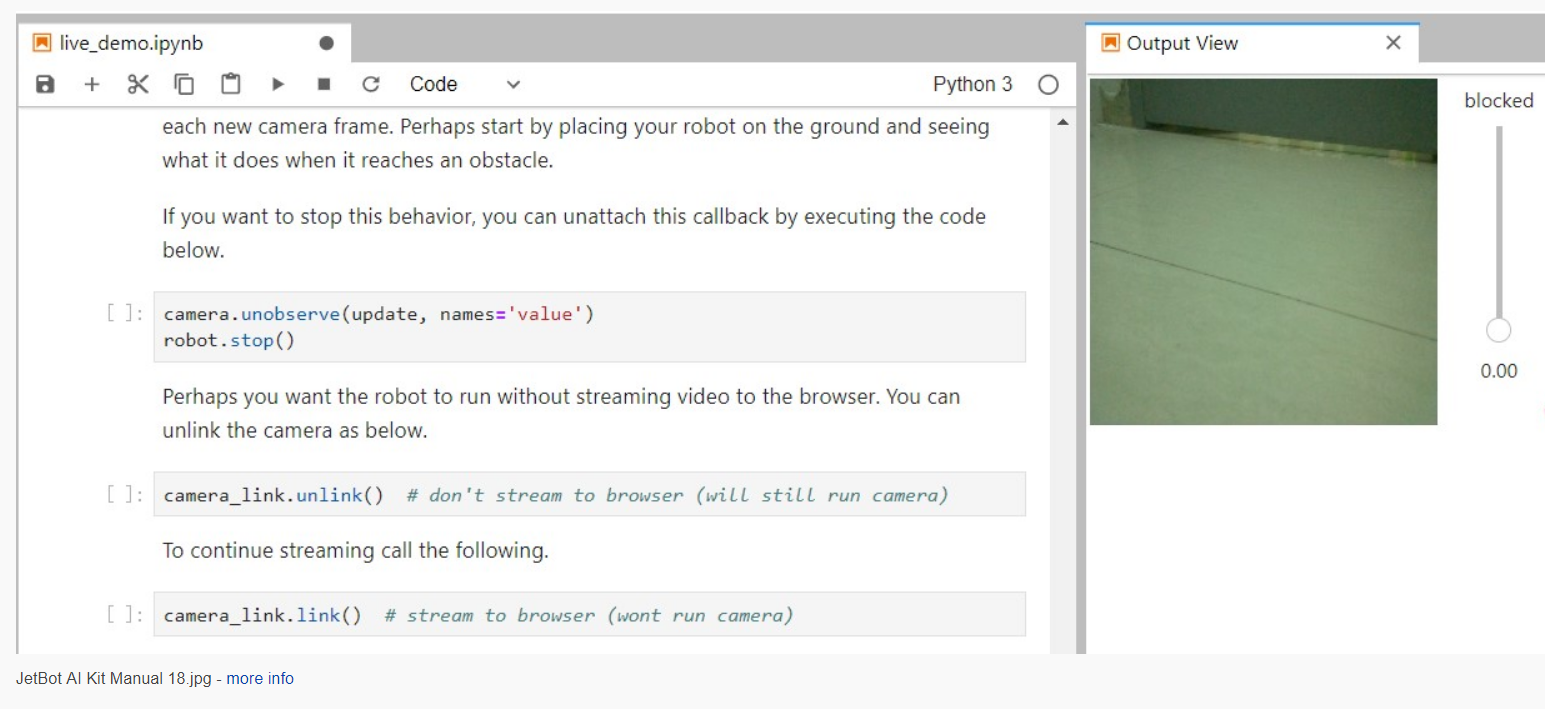 live_demo.ipynb
Code
Python 3
each new camera frame. Perhaps start by placing your robot on the ground and seeing
what it does when it reaches an obstacle.
If you want to stop this behavior, you can unattach this callback by executing the code
below.
[ ]: camera.unobserve(update, names='value')
robot.stop()
Perhaps you want the robot to run without streaming video to the browser. You can
unlink the camera as below.
[ ]: camera_link.unlink()  # don't stream to browser (will still run camera)
To continue streaming call the following.
[ ]: camera_link.link()  # stream to browser (wont run camera)
Output View
blocked
0.00
JetBot AI Kit Manual 18.jpg - more info